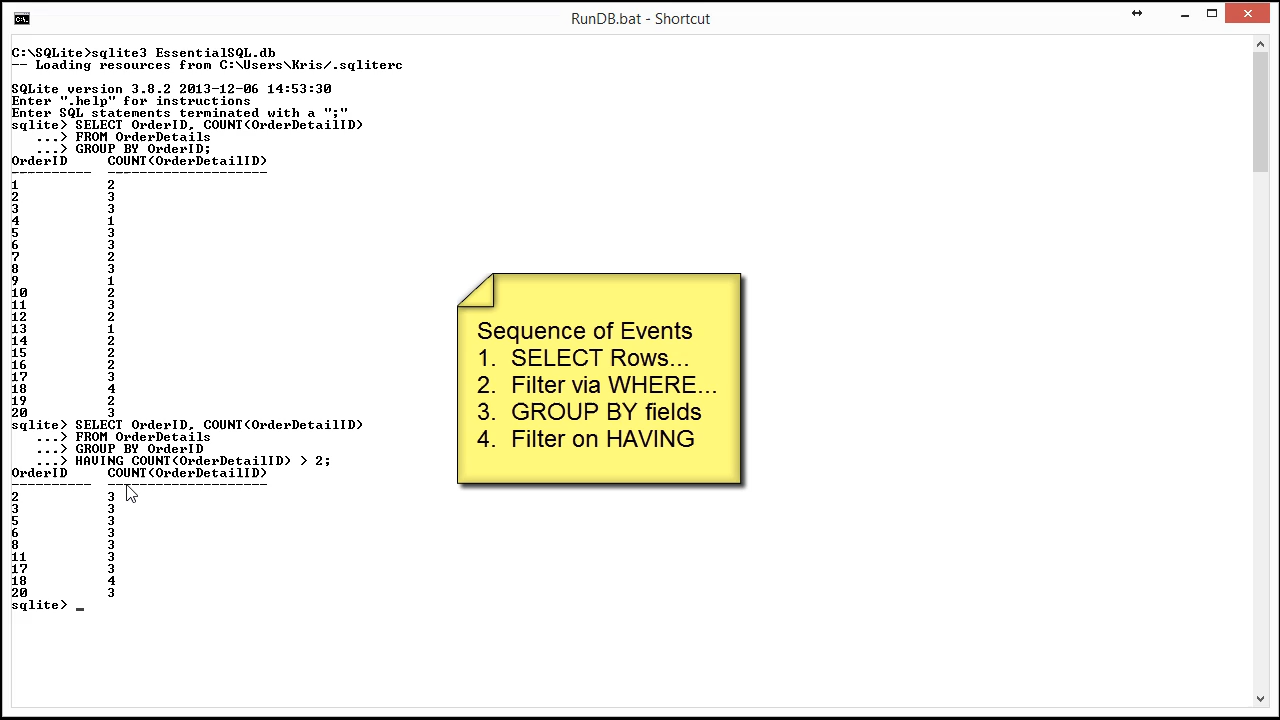 RunDB.bat - Shortcut
C:\SQLite>sqlite3 EssentialSQL.db
-- Loading resources from C:\Users\Kris/.sqliterc
SQLite version 3.8.2 2013-12-06 14:53:30
Enter ".help" for instructions
Enter SQL statements terminated with a ";"
sqlite> SELECT OrderID, COUNT(OrderDetailID)
...> FROM OrderDetails
...> GROUP BY OrderID;
OrderID COUNT(OrderDetailID)
---------- --------------------
1 2
2 3
3 3
4 1
5 3
6 3
7 2
8 3
9 1
10 2
11 3
12 2
13 1
14 2
15 2
16 2
17 3
18 4
19 2
20 3
sqlite> SELECT OrderID, COUNT(OrderDetailID)
...> FROM OrderDetails
...> GROUP BY OrderID
...> HAVING COUNT(OrderDetailID) > 2;
OrderID COUNT(OrderDetailID)
---------- --------------------
2 3
3 3
5 3
6 3
8 3
11 3
17 3
18 4
20 3
sqlite> _
Sequence of Events
1. SELECT Rows...
2. Filter via WHERE...
3. GROUP BY fields
4. Filter on HAVING